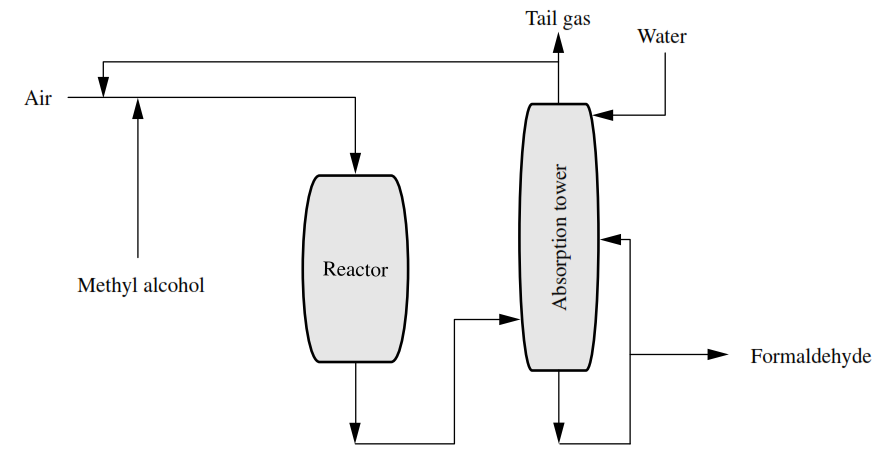 Tail gas
Water
Air
Methyl alcohol
Reactor
Absorption tower
Formaldehyde